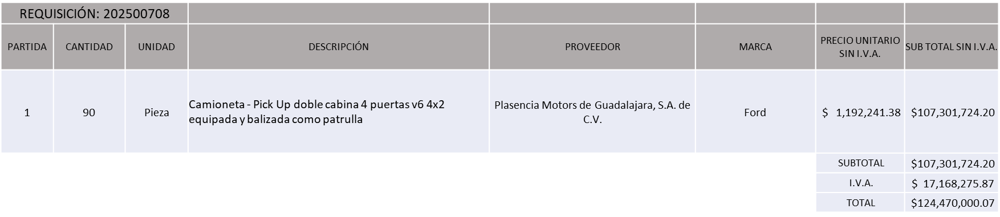 REQUISICIÓN: 202500708
PARTIDA CANTIDAD UNIDAD DESCRIPCIÓN PROVEEDOR MARCA PRECIO UNITARIO SIN I.V.A. SUB TOTAL SIN I.V.A.
1 90 Pieza Camioneta - Pick Up doble cabina 4 puertas v6 4x2 equipada y balizada como patrulla Plasencia Motors de Guadalajara, S.A. de C.V. Ford $ 1,192,241.38 $107,301,724.20
SUBTOTAL $107,301,724.20
I.V.A. $ 17,168,275.87
TOTAL $124,470,000.07